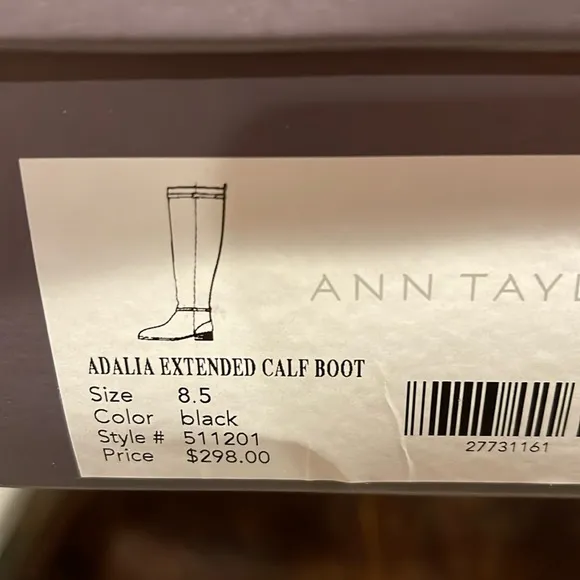 ANN TAYL
ADALIA EXTENDED CALF BOOT
Size 8.5
Color black
Style # 511201
Price $298.00
27731161